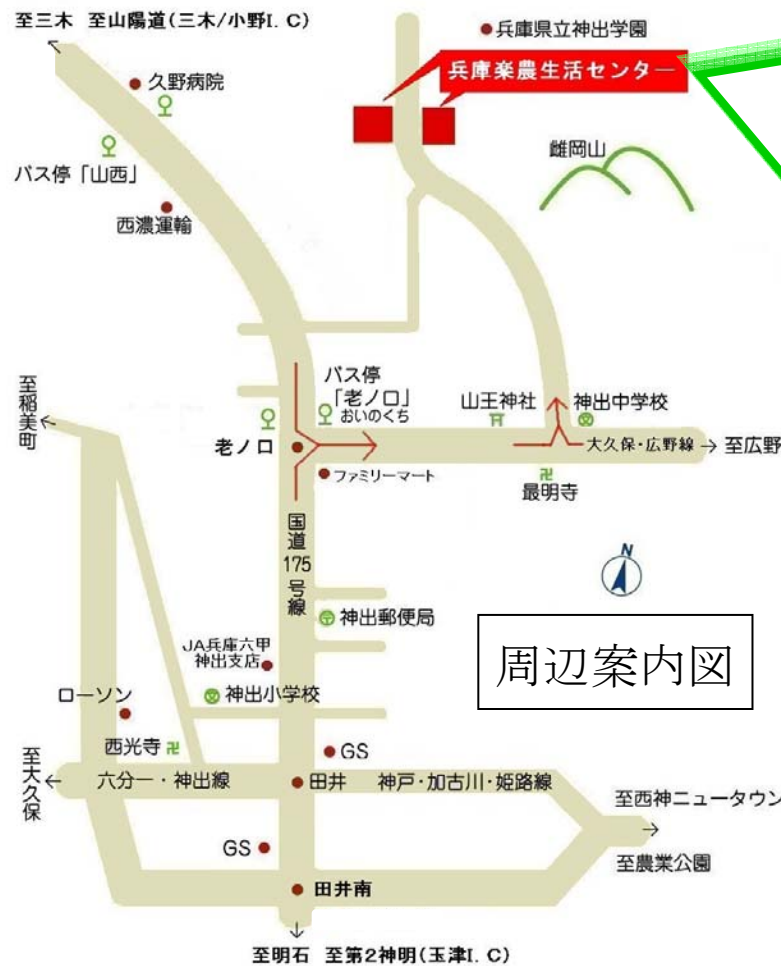 至三木 至山陽道(三木/小野I.C)
兵庫県立神出学園
久野病院
兵庫楽農生活センター
雌岡山
バス停「山西」
西濃運輸
至稲美町
バス停
「老ノ口」
おいのくち
山王神社
神出中学校
老ノ口
大久保・広野線
至広野
ファミリーマート
最明寺
国道
175
号線
N
神出郵便局
JA兵庫六甲
神出支店
周辺案内図
神出小学校
ローソン
西光寺
GS
至大久保
六分一・神出線
田井
神戸・加古川・姫路線
至西神ニュータウン
GS
至農業公園
田井南
至明石 至第2神明(玉津I.C)